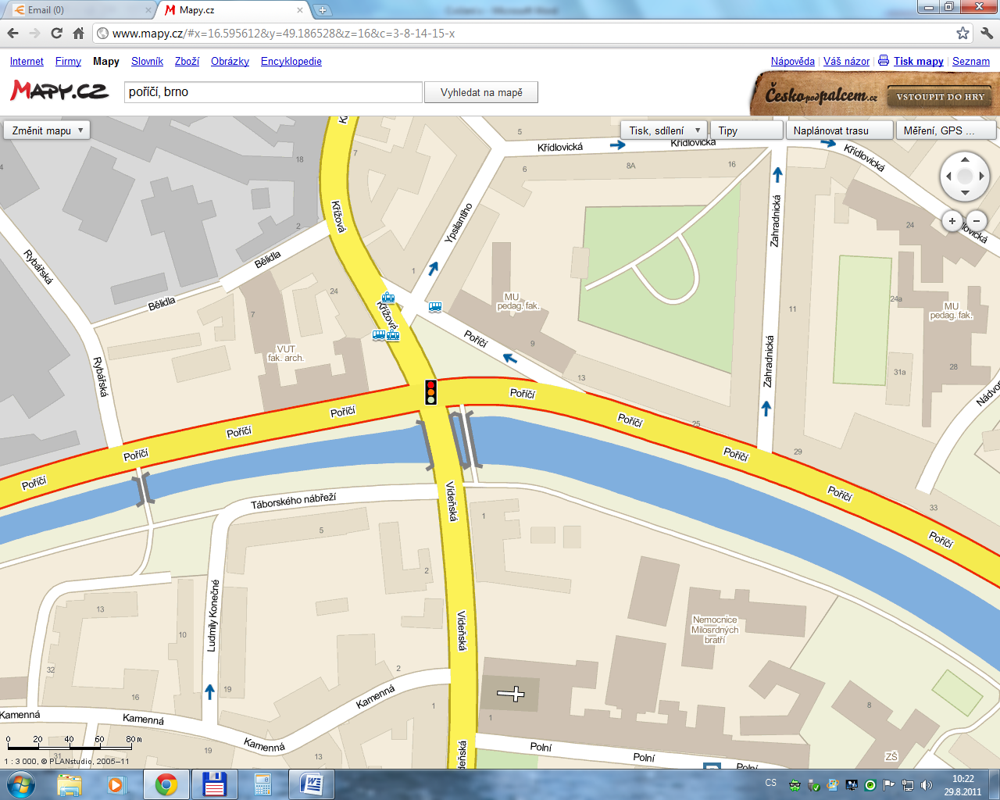 Email (0)
Mapy.cz
www.mapy.cz/#x=16.595612&y=49.186528&z=16&c=3-8-14-15-x
Internet Firmy Mapy Slovník Zboží Obrázky Encyklopedie
Nápověda | Váš názor | Tisk mapy | Seznam
MAPY.CZ
poříčí, brno
Vyhledat na mapě
Českopodpalcem.cz
VSTOUPIT DO HRY
Změnit mapu
Tisk, sdílení
Tipy
Naplánovat trasu
Měření, GPS ...
5
Křídlovická
Křídlovická
Křídlovická
18
7
6
8A
16
Křížová
Ypsilantiho
Zahradnická
24
2
Rybářská
Bělidla
1
Bělidla
24
7
Křížová
MU
pedag. fak.
24a
MU
pedag. fak.
11
Poříčí
9
VUT
fak. arch.
Rybářská
Zahradnická
28
31a
13
Poříčí
Poříčí
Poříčí
Poříčí
25
Poříčí
Poříčí
29
Poříčí
Poříčí
Poříčí
Táborského nábřeží
Vídeňská
33
1
5
2
Ludmily Konečné
13
10
Vídeňská
Nemocnice
Milosrdných
bratří
32
16
19
2
Kamenná
1
1
8
Kamenná
Kamenná
Kamenná
19
13
31
Vídeňská
Polní
Polní
Polní
ZŠ
0 20 40 60 80 m
1 : 3 000, © PLANstudio, 2005–11
CS
10:22
29.8.2011